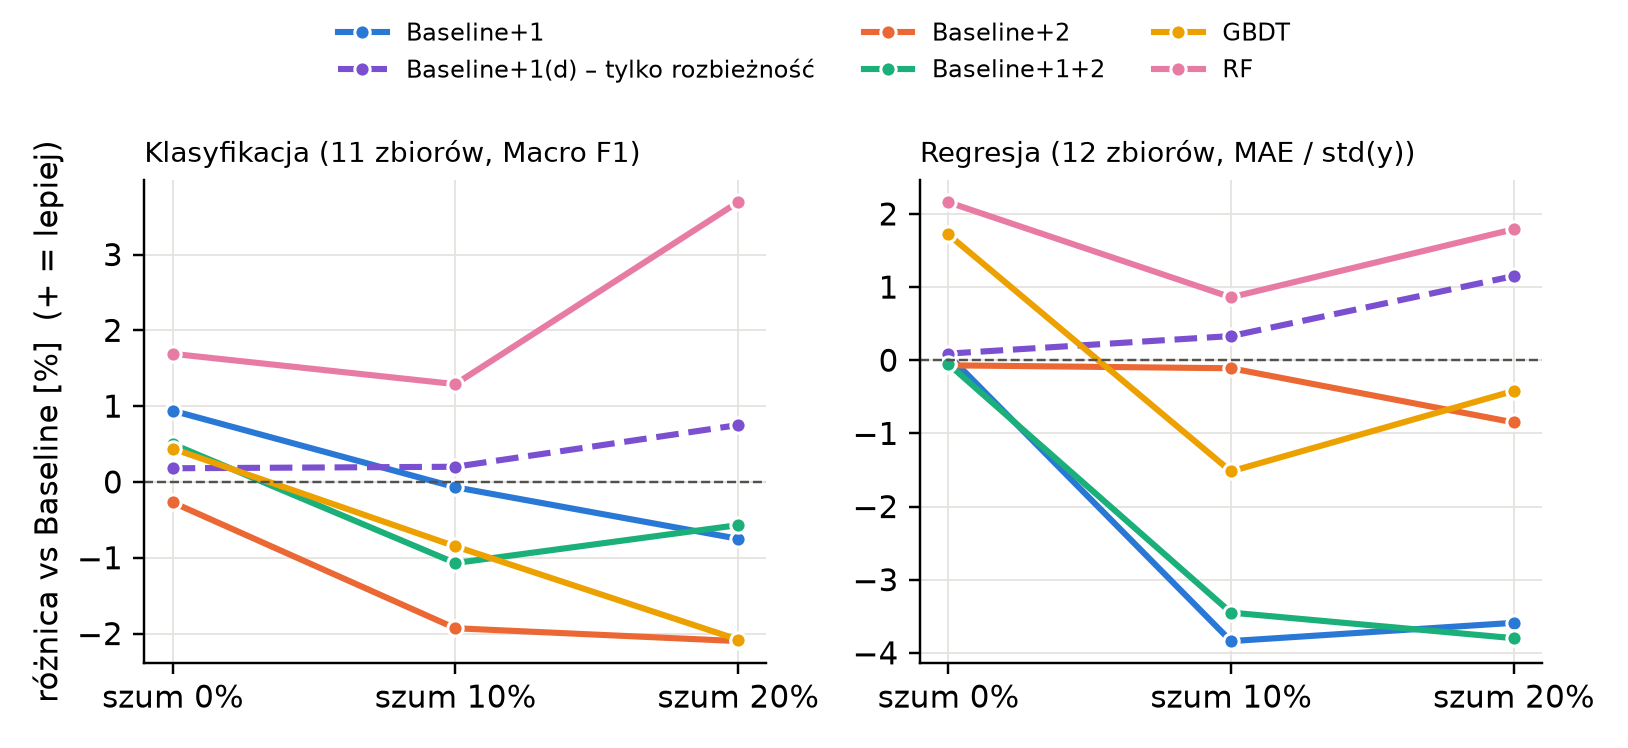 Baseline+1
Baseline+1(d) – tylko rozbieżność
Baseline+2
Baseline+1+2
GBDT
RF
różnica vs Baseline [%]  (+ = lepiej)
Klasyfikacja (11 zbiorów, Macro F1)
3
2
1
0
−1
−2
szum 0%
szum 10%
szum 20%
Regresja (12 zbiorów, MAE / std(y))
2
1
0
−1
−2
−3
−4
szum 0%
szum 10%
szum 20%